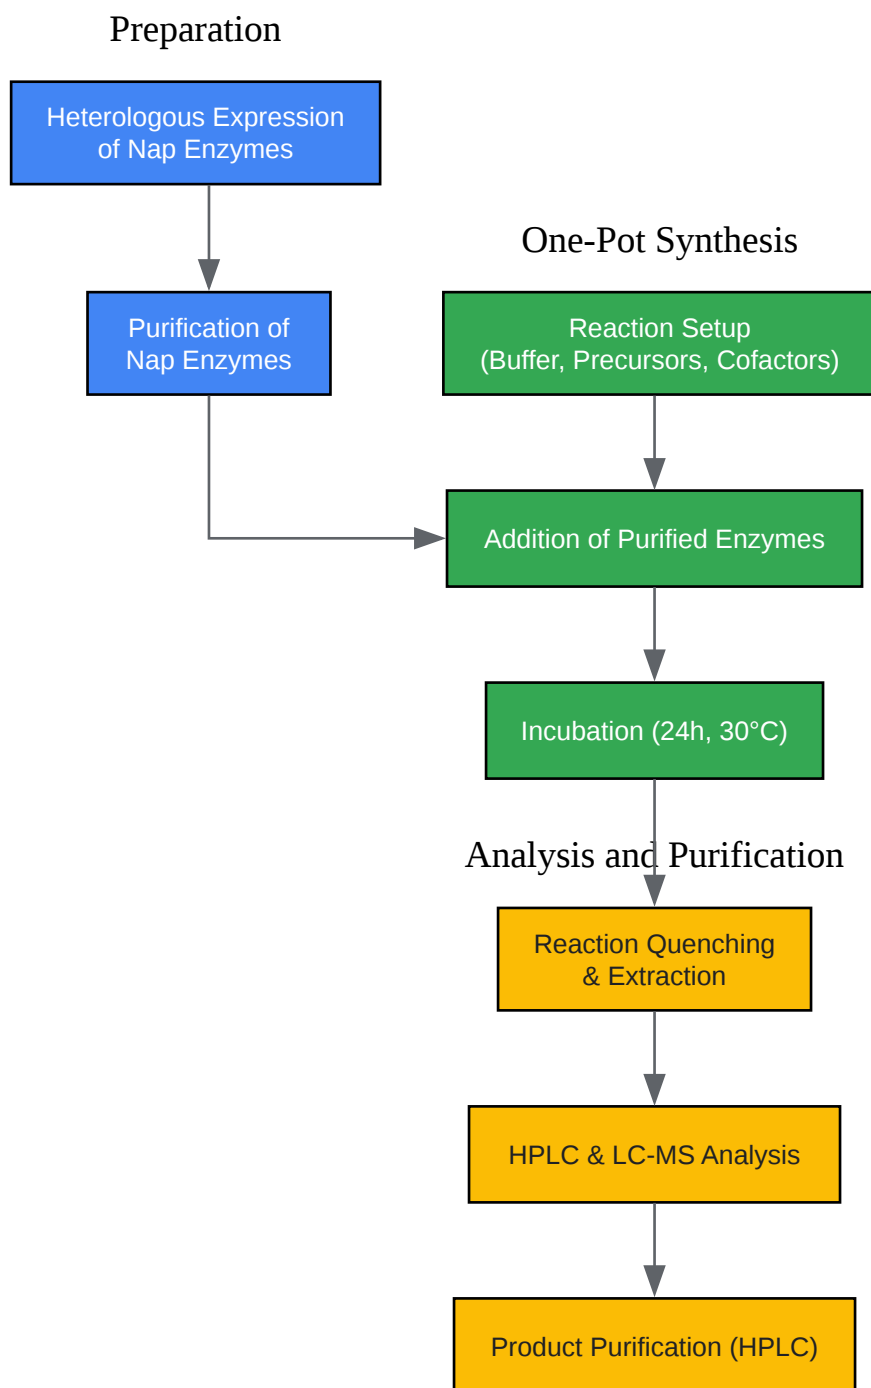 Preparation
Heterologous Expression
of Nap Enzymes
One-Pot Synthesis
Purification of
Nap Enzymes
Reaction Setup
(Buffer, Precursors, Cofactors)
Addition of Purified Enzymes
Incubation (24h, 30°C)
Analysis and Purification
Reaction Quenching
& Extraction
HPLC & LC-MS Analysis
Product Purification (HPLC)